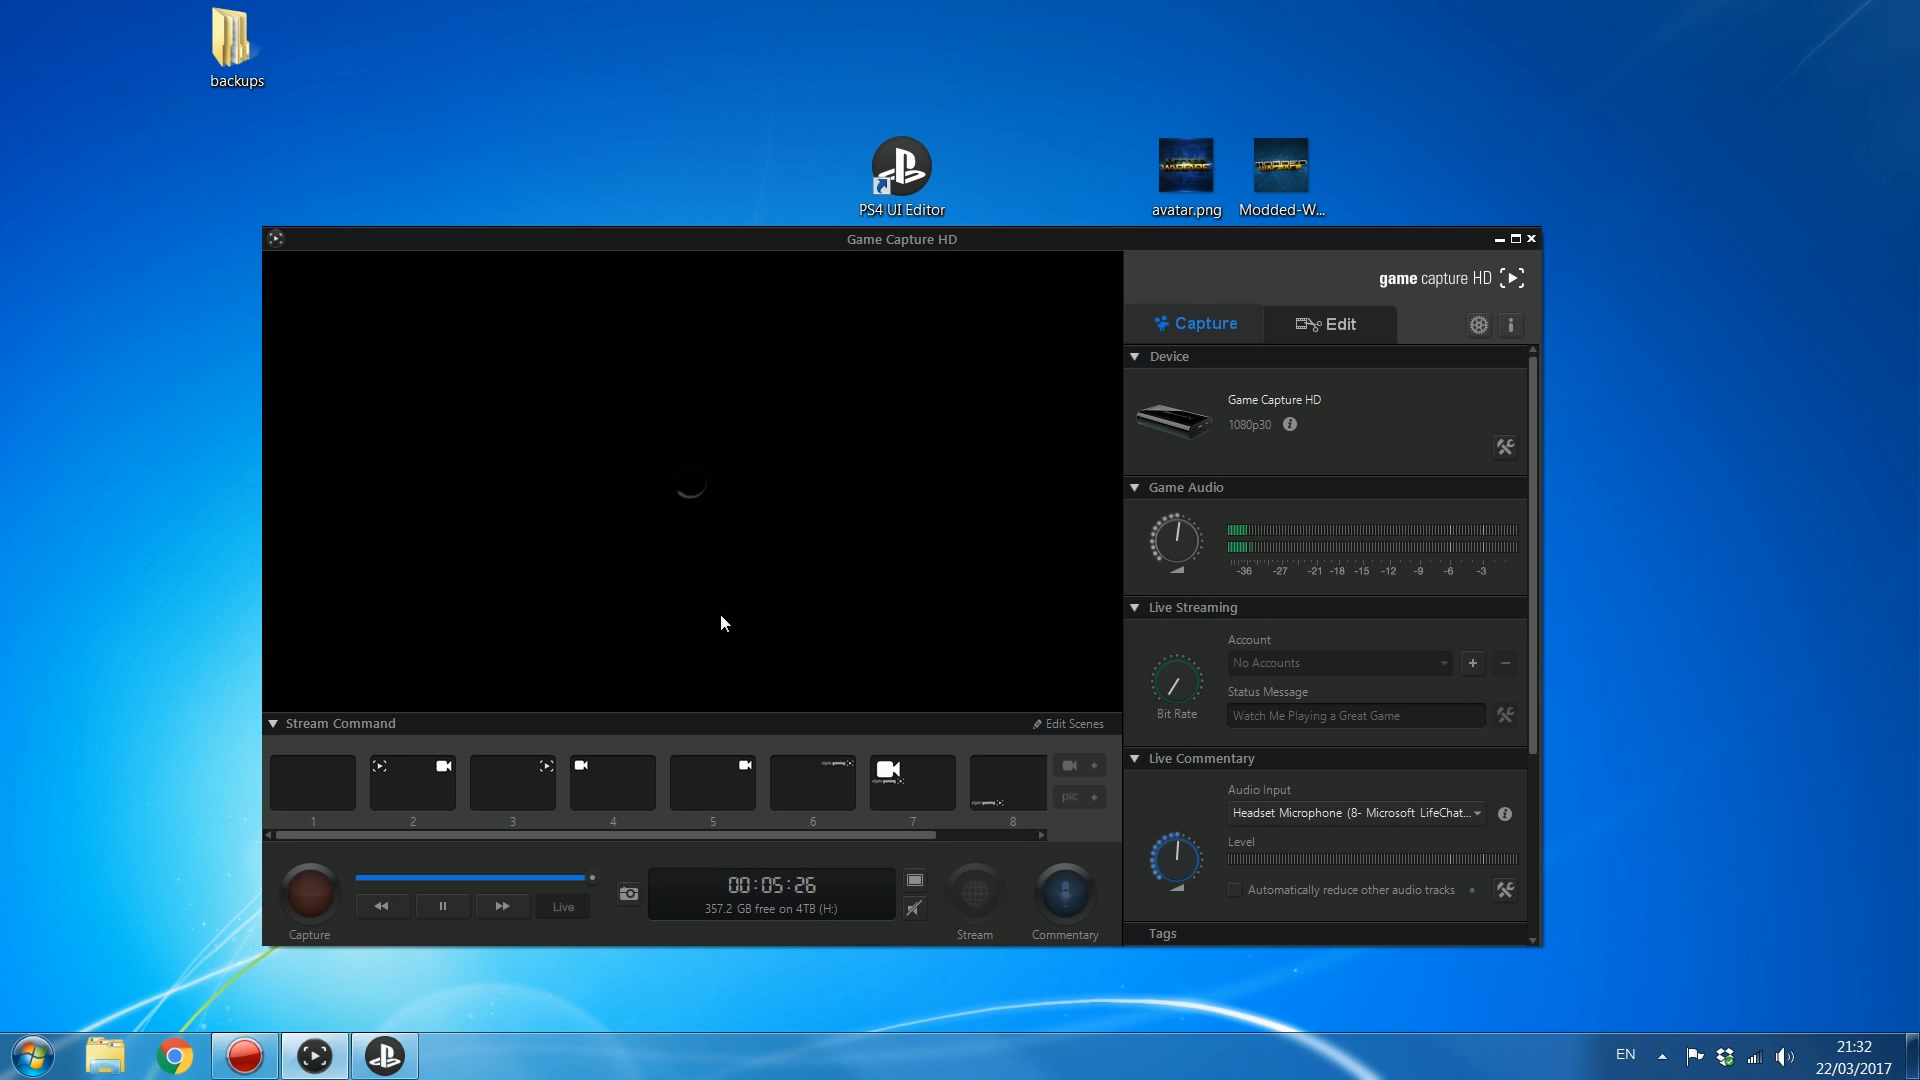 backups
PS4 UI Editor
avatar.png
Modded-W...
Game Capture HD
game capture HD
Capture
Edit
Device
Game Capture HD
1080p30
Game Audio
-36 -27 -21 -18 -15 -12 -9 -6 -3
Live Streaming
Account
No Accounts
Status Message
Bit Rate
Watch Me Playing a Great Game
Stream Command
Edit Scenes
pic
1 2 3 4 5 6 7 8
Live Commentary
Audio Input
Headset Microphone (8- Microsoft LifeChat...
Level
Automatically reduce other audio tracks
Tags
00:05:26
357.2 GB free on 4TB (H:)
Live
Capture
Stream
Commentary
EN
21:32
22/03/2017